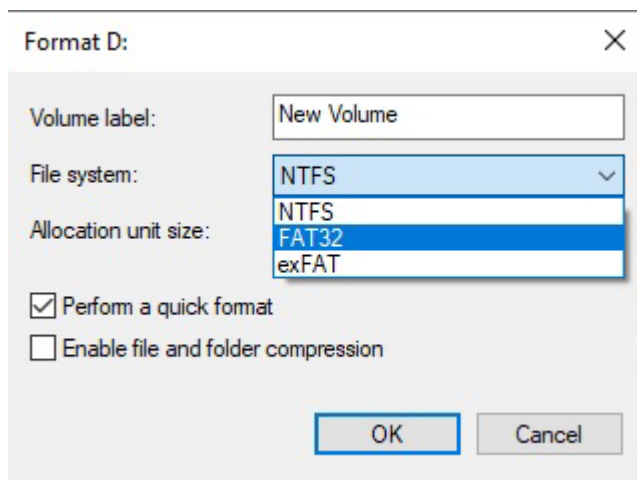 Format D:
Volume label: New Volume
File system: NTFS
NTFS
Allocation unit size: FAT32
exFAT
Perform a quick format
Enable file and folder compression
OK Cancel